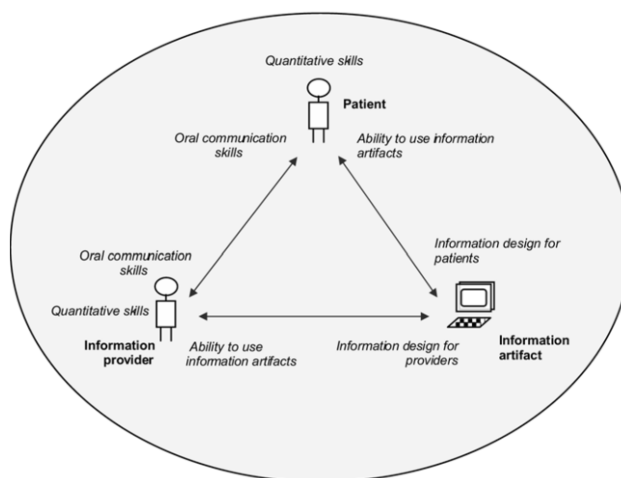 Quantitative skills
Patient
Oral communication
skills
Ability to use information
artifacts
Information design for
patients
Oral communication
skills
Quantitative skills
Information
provider
Ability to use
information artifacts
Information design for
providers
Information
artifact